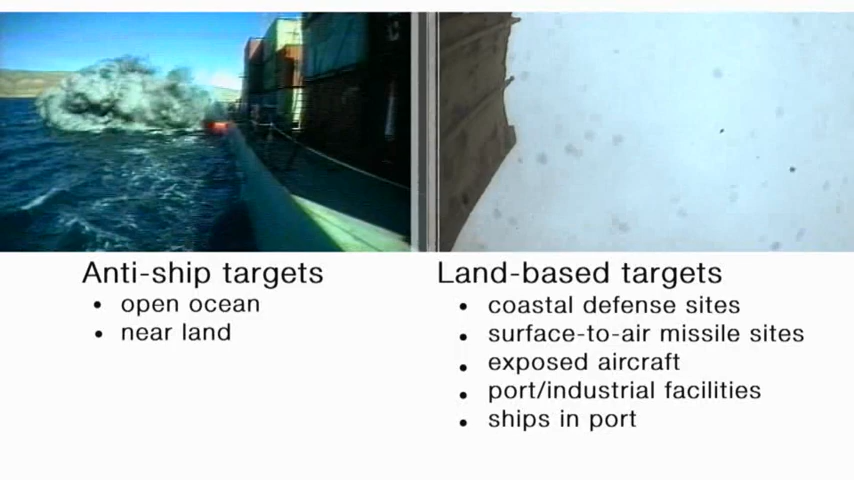 Anti-ship targets
• open ocean
• near land
Land-based targets
• coastal defense sites
• surface-to-air missile sites
• exposed aircraft
• port/industrial facilities
• ships in port